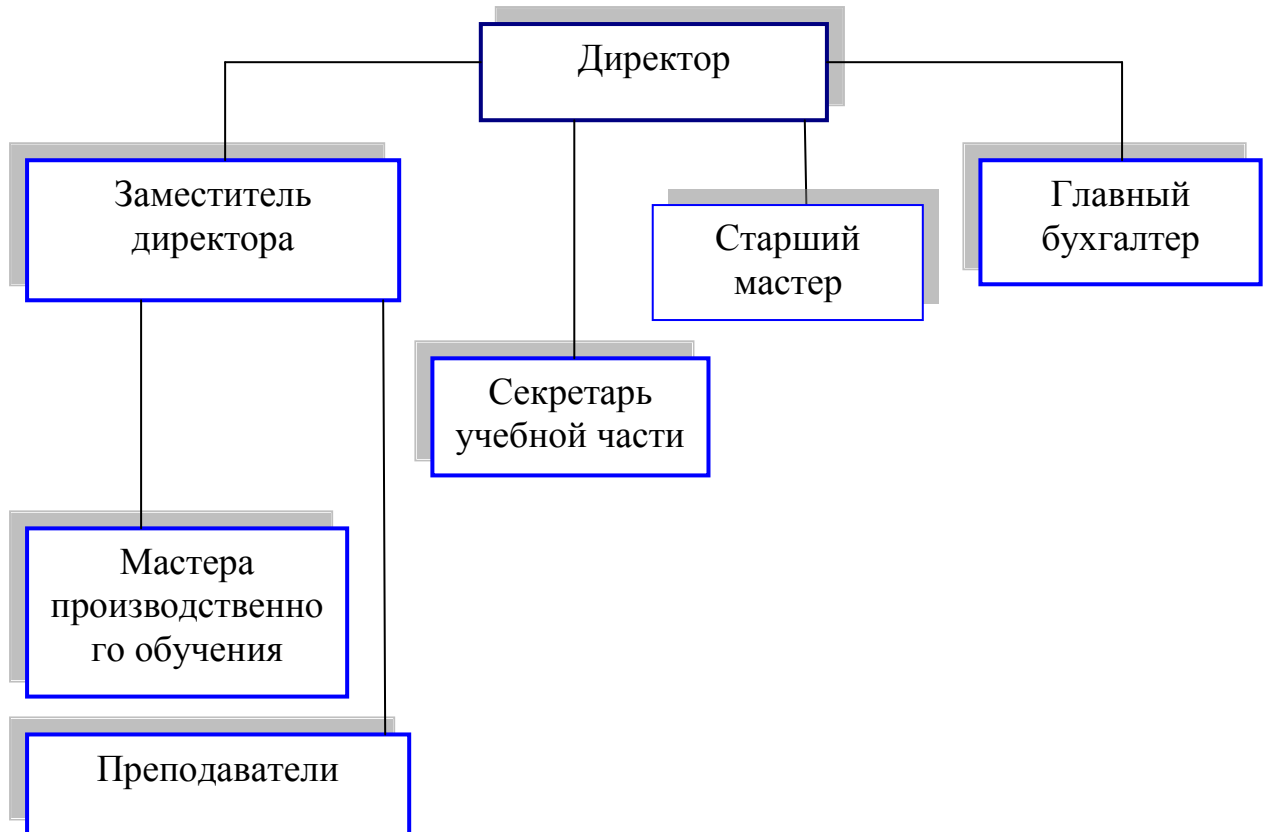 Директор
Заместитель
директора
Главный
бухгалтер
Старший
мастер
Секретарь
учебной части
Мастера
производственно
го обучения
Преподаватели